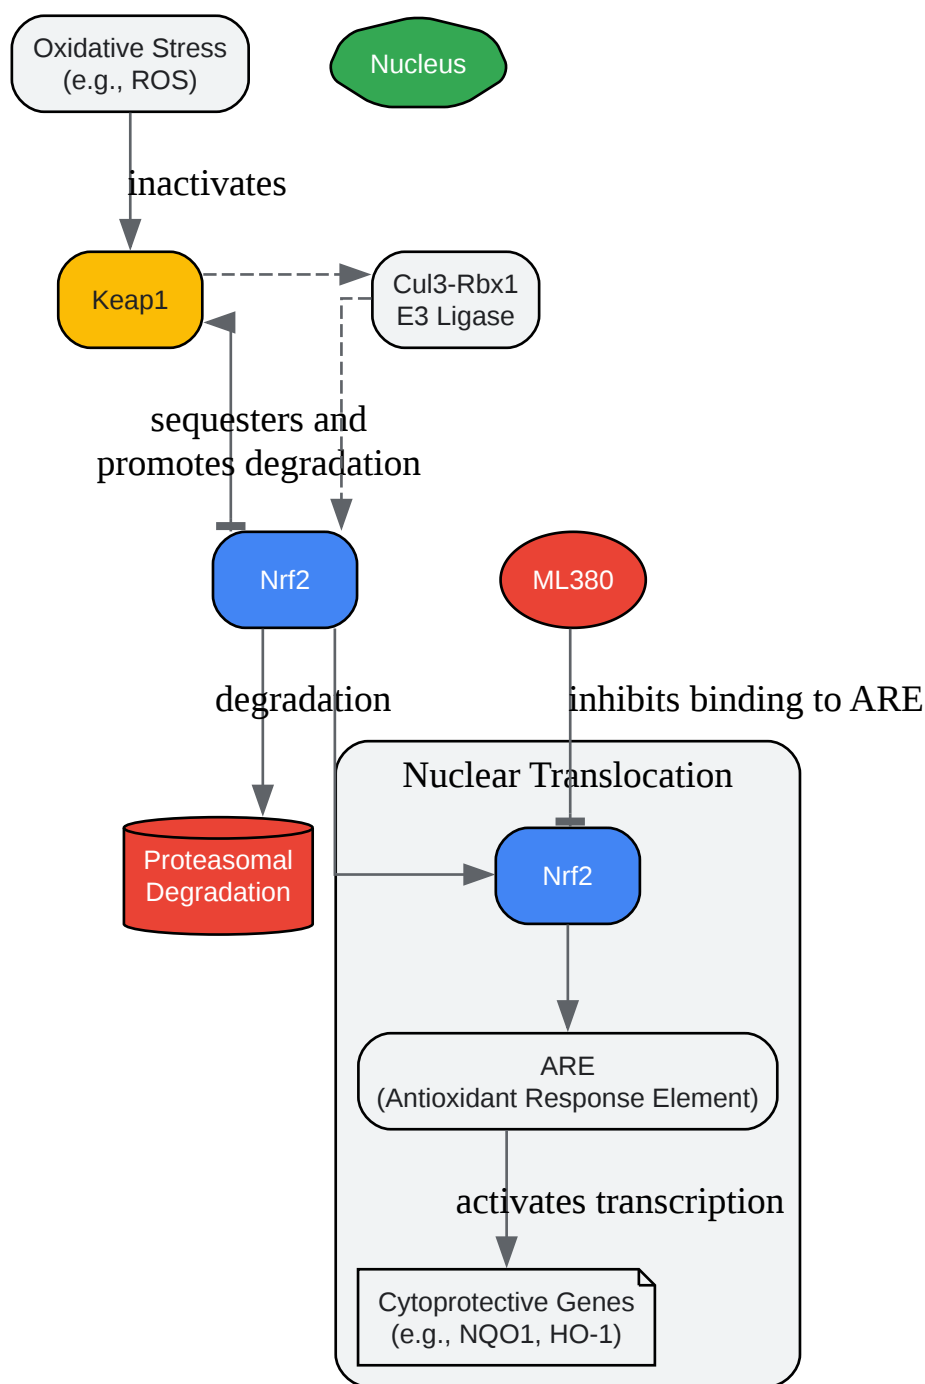 Oxidative Stress
(e.g., ROS)
Nucleus
inactivates
Keap1
Cul3-Rbx1
E3 Ligase
sequesters and
promotes degradation
Nrf2
ML380
degradation
inhibits binding to ARE
Nuclear Translocation
Proteasomal
Degradation
Nrf2
ARE
(Antioxidant Response Element)
activates transcription
Cytoprotective Genes
(e.g., NQO1, HO-1)